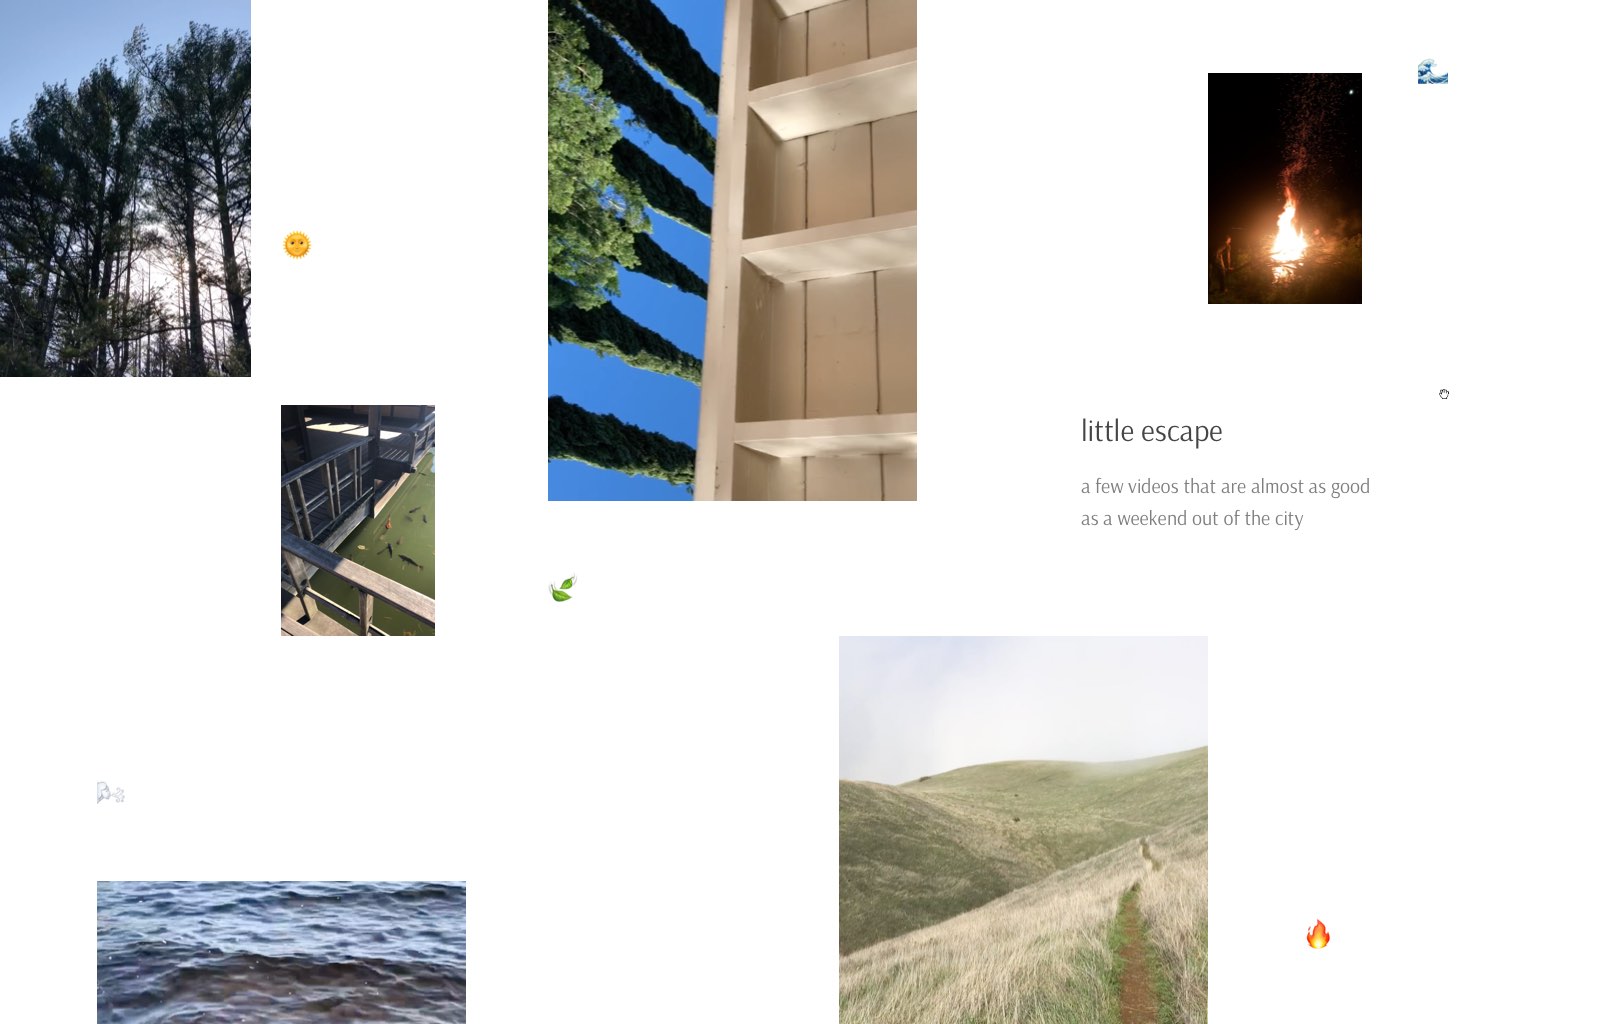 little escape
a few videos that are almost as good
as a weekend out of the city